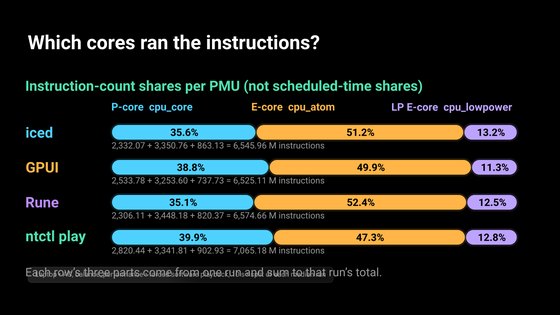 Which cores ran the instructions?
Instruction-count shares per PMU (not scheduled-time shares)
P-core cpu_core E-core cpu_atom LP E-core cpu_lowpower
iced 35.6% 51.2% 13.2%
2,332.07 + 3,350.76 + 863.13 = 6,545.96 M instructions
GPUI 38.8% 49.9% 11.3%
2,533.78 + 3,253.60 + 737.73 = 6,525.11 M instructions
Rune 35.1% 52.4% 12.5%
2,306.11 + 3,448.18 + 820.37 = 6,574.66 M instructions
ntctl play 39.9% 47.3% 12.8%
2,820.44 + 3,341.81 + 902.93 = 7,065.18 M instructions
Each row's three parts come from one run and sum to that run's total.